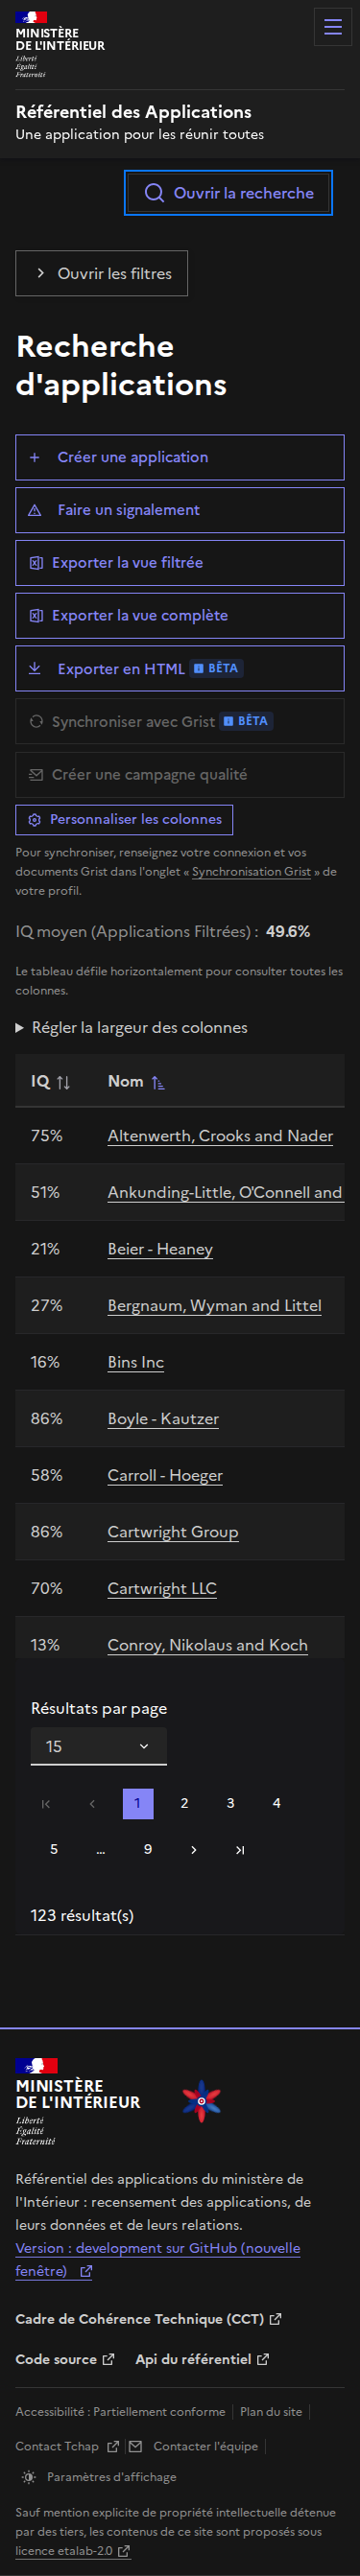 MINISTÈRE
DE L'INTÉRIEUR
Liberté
Égalité
Fraternité
Référentiel des Applications
Une application pour les réunir toutes
Ouvrir la recherche
Ouvrir les filtres
Recherche
d'applications
Créer une application
Faire un signalement
Exporter la vue filtrée
Exporter la vue complète
Exporter en HTML BÊTA
Synchroniser avec Grist BÊTA
Créer une campagne qualité
Personnaliser les colonnes
Pour synchroniser, renseignez votre connexion et vos
documents Grist dans l'onglet « Synchronisation Grist » de
votre profil.
IQ moyen (Applications Filtrées) : 49.6%
Le tableau défile horizontalement pour consulter toutes les
colonnes.
Régler la largeur des colonnes
IQ Nom
75% Altenwerth, Crooks and Nader
51% Ankunding-Little, O'Connell and
21% Beier - Heaney
27% Bergnaum, Wyman and Littel
16% Bins Inc
86% Boyle - Kautzer
58% Carroll - Hoeger
86% Cartwright Group
70% Cartwright LLC
13% Conroy, Nikolaus and Koch
Résultats par page
15
1 2 3 4
5 … 9
123 résultat(s)
MINISTÈRE
DE L'INTÉRIEUR
Liberté
Égalité
Fraternité
Référentiel des applications du ministère de
l'Intérieur : recensement des applications, de
leurs données et de leurs relations.
Version : development sur GitHub (nouvelle
fenêtre)
Cadre de Cohérence Technique (CCT)
Code source Api du référentiel
Accessibilité : Partiellement conforme Plan du site
Contact Tchap Contacter l'équipe
Paramètres d'affichage
Sauf mention explicite de propriété intellectuelle détenue
par des tiers, les contenus de ce site sont proposés sous
licence etalab-2.0